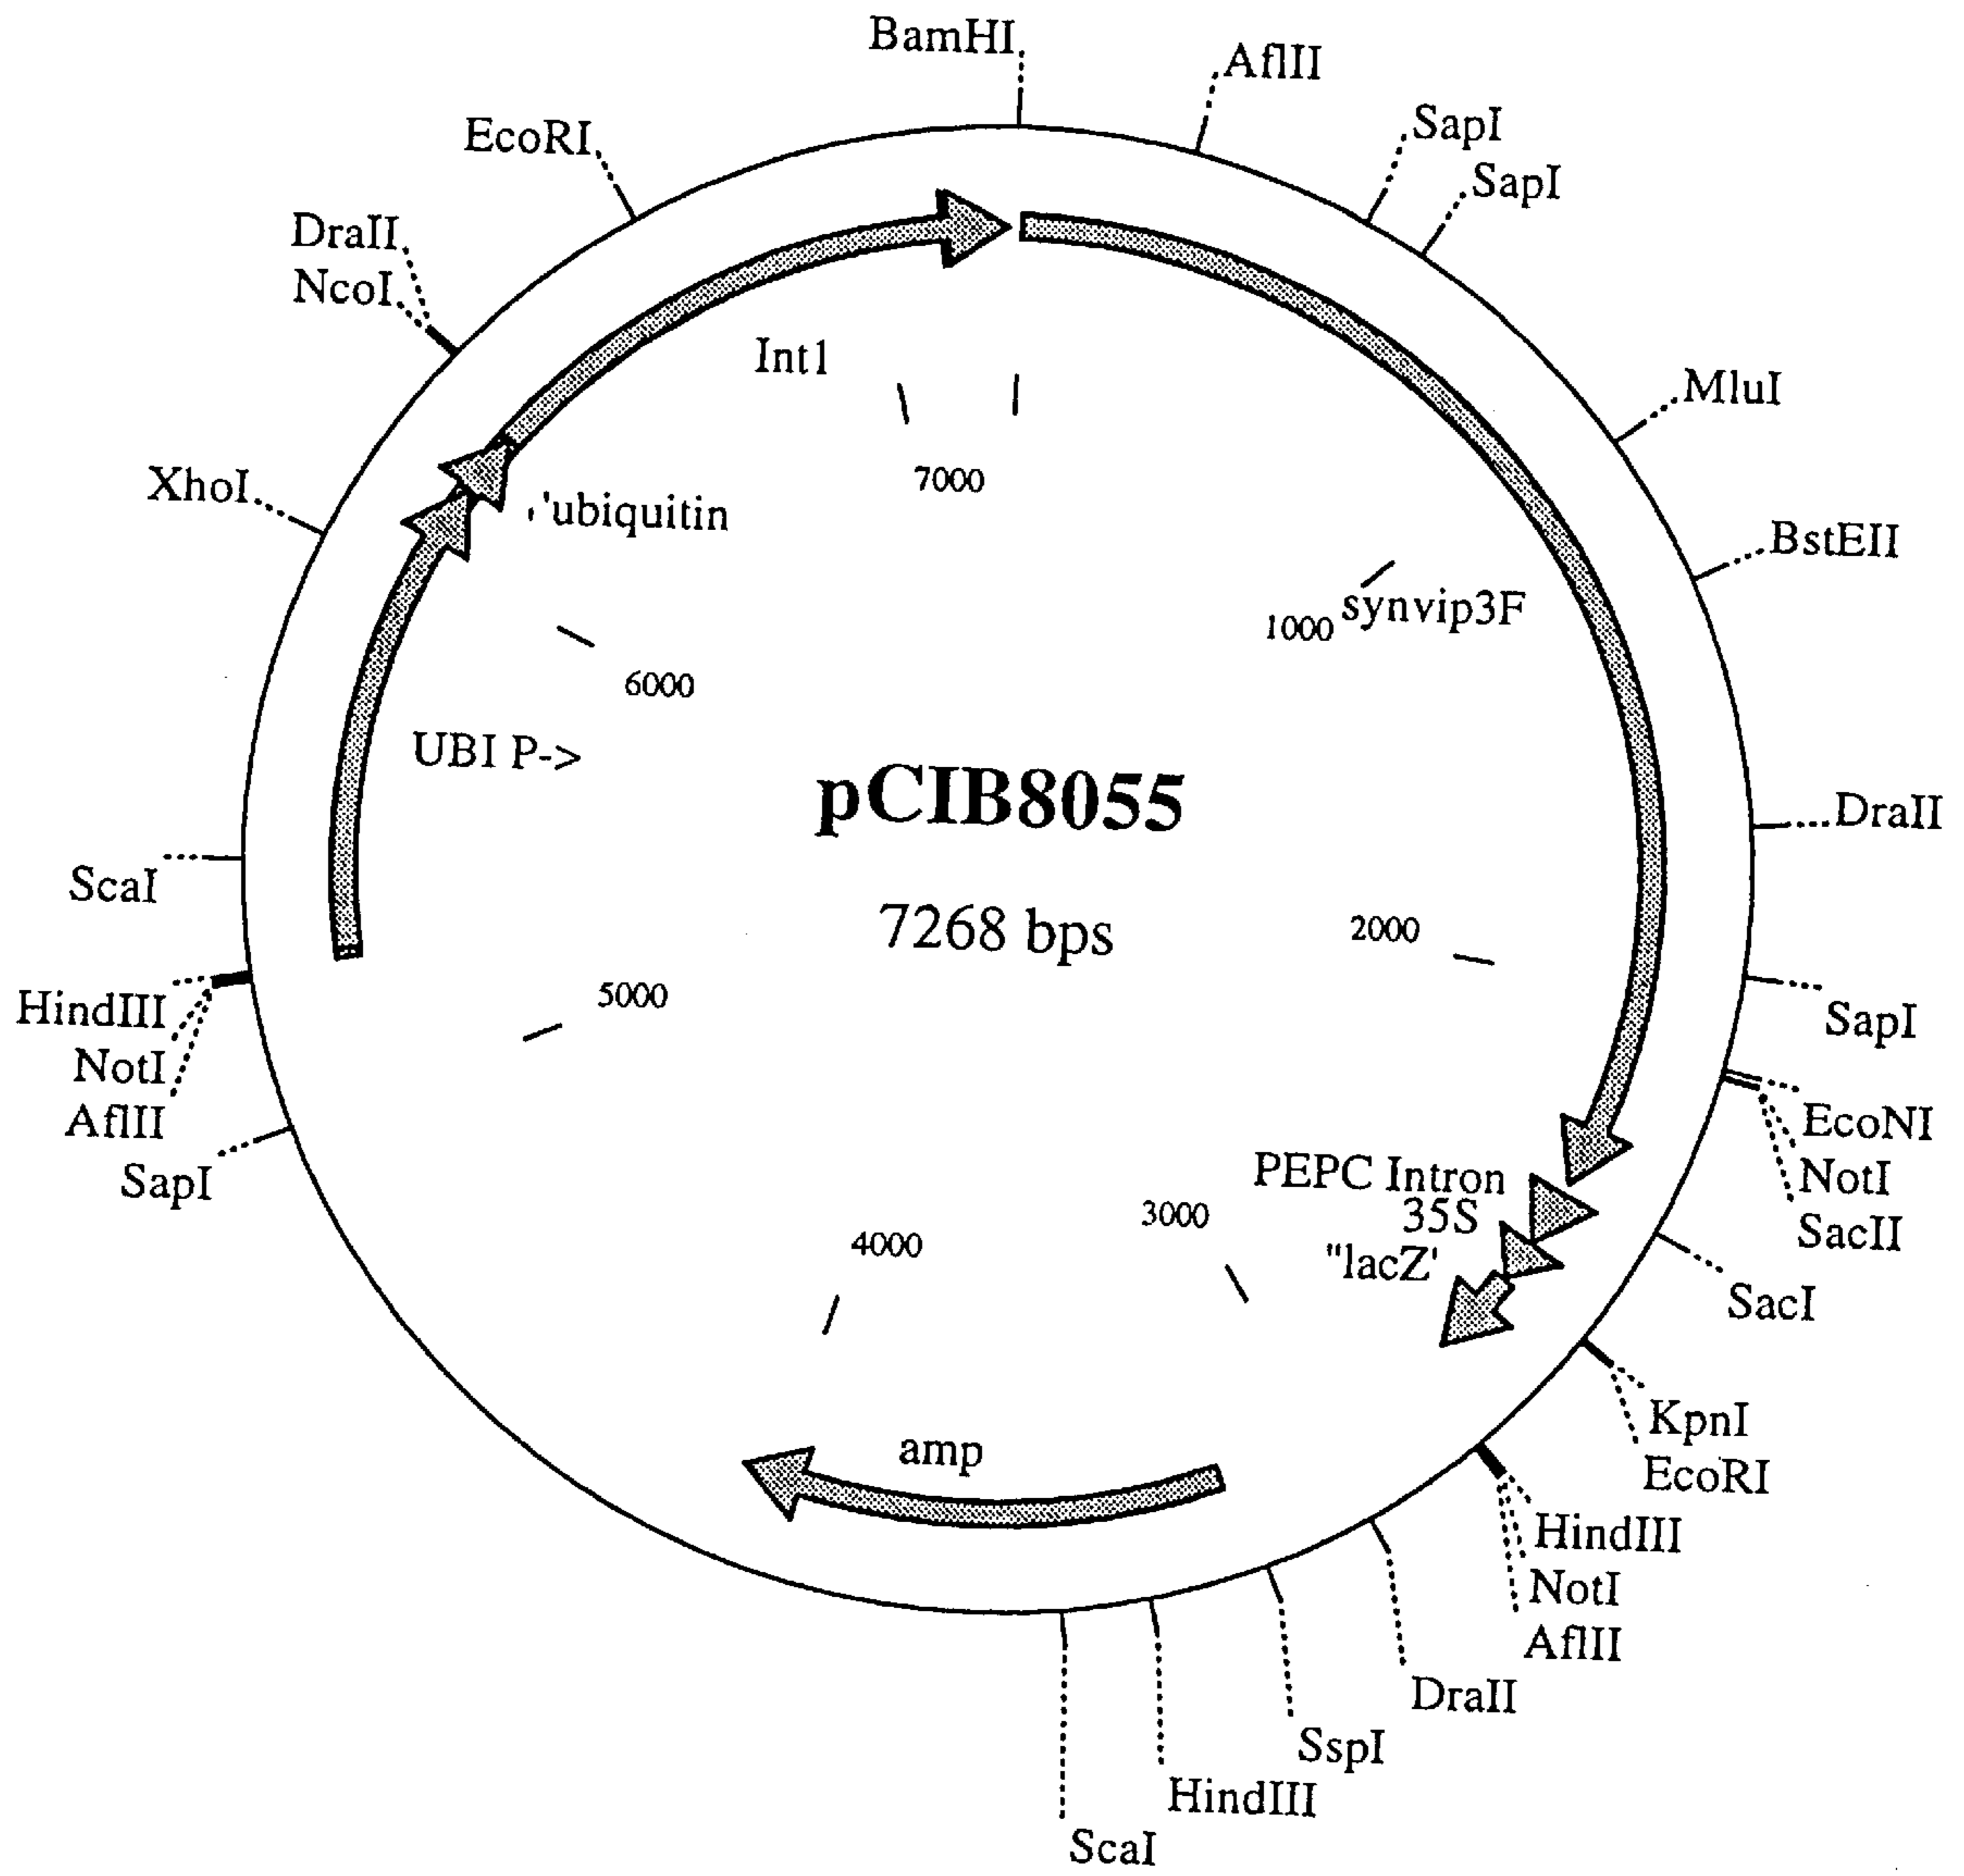 BamHI
AflII
SapI
SapI
EcoRI
DraII
NcoI
MluI
Int1
7000
XhoI
'ubiquitin
BstEII
1000 synvip3F
6000
UBI P->
pCIB8055
DraII
ScaI
7268 bps
2000
5000
HindIII
NotI
AflII
SapI
SapI
EcoNI
NotI
SacII
PEPC Intron
35S
"lacZ'
3000
4000
SacI
KpnI
EcoRI
amp
HindIII
NotI
AflII
DraII
SspI
HindIII
ScaI